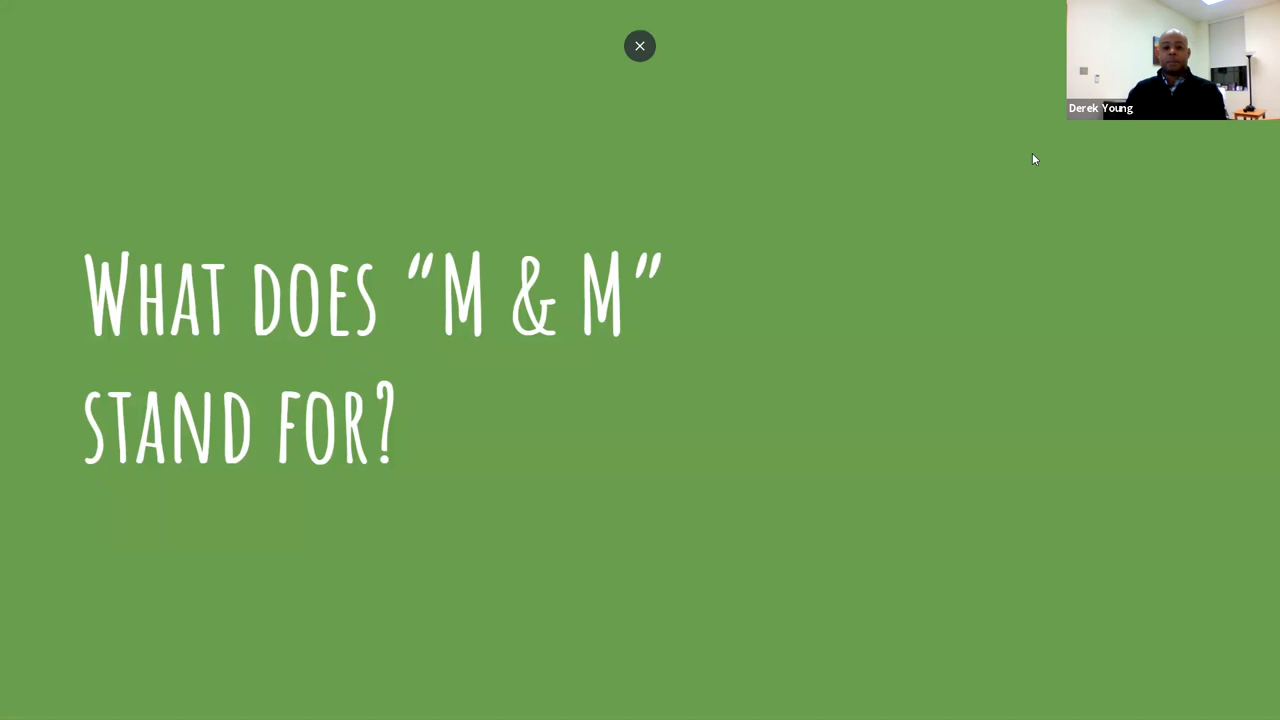 Derek Young
What does “M & M”
stand for?